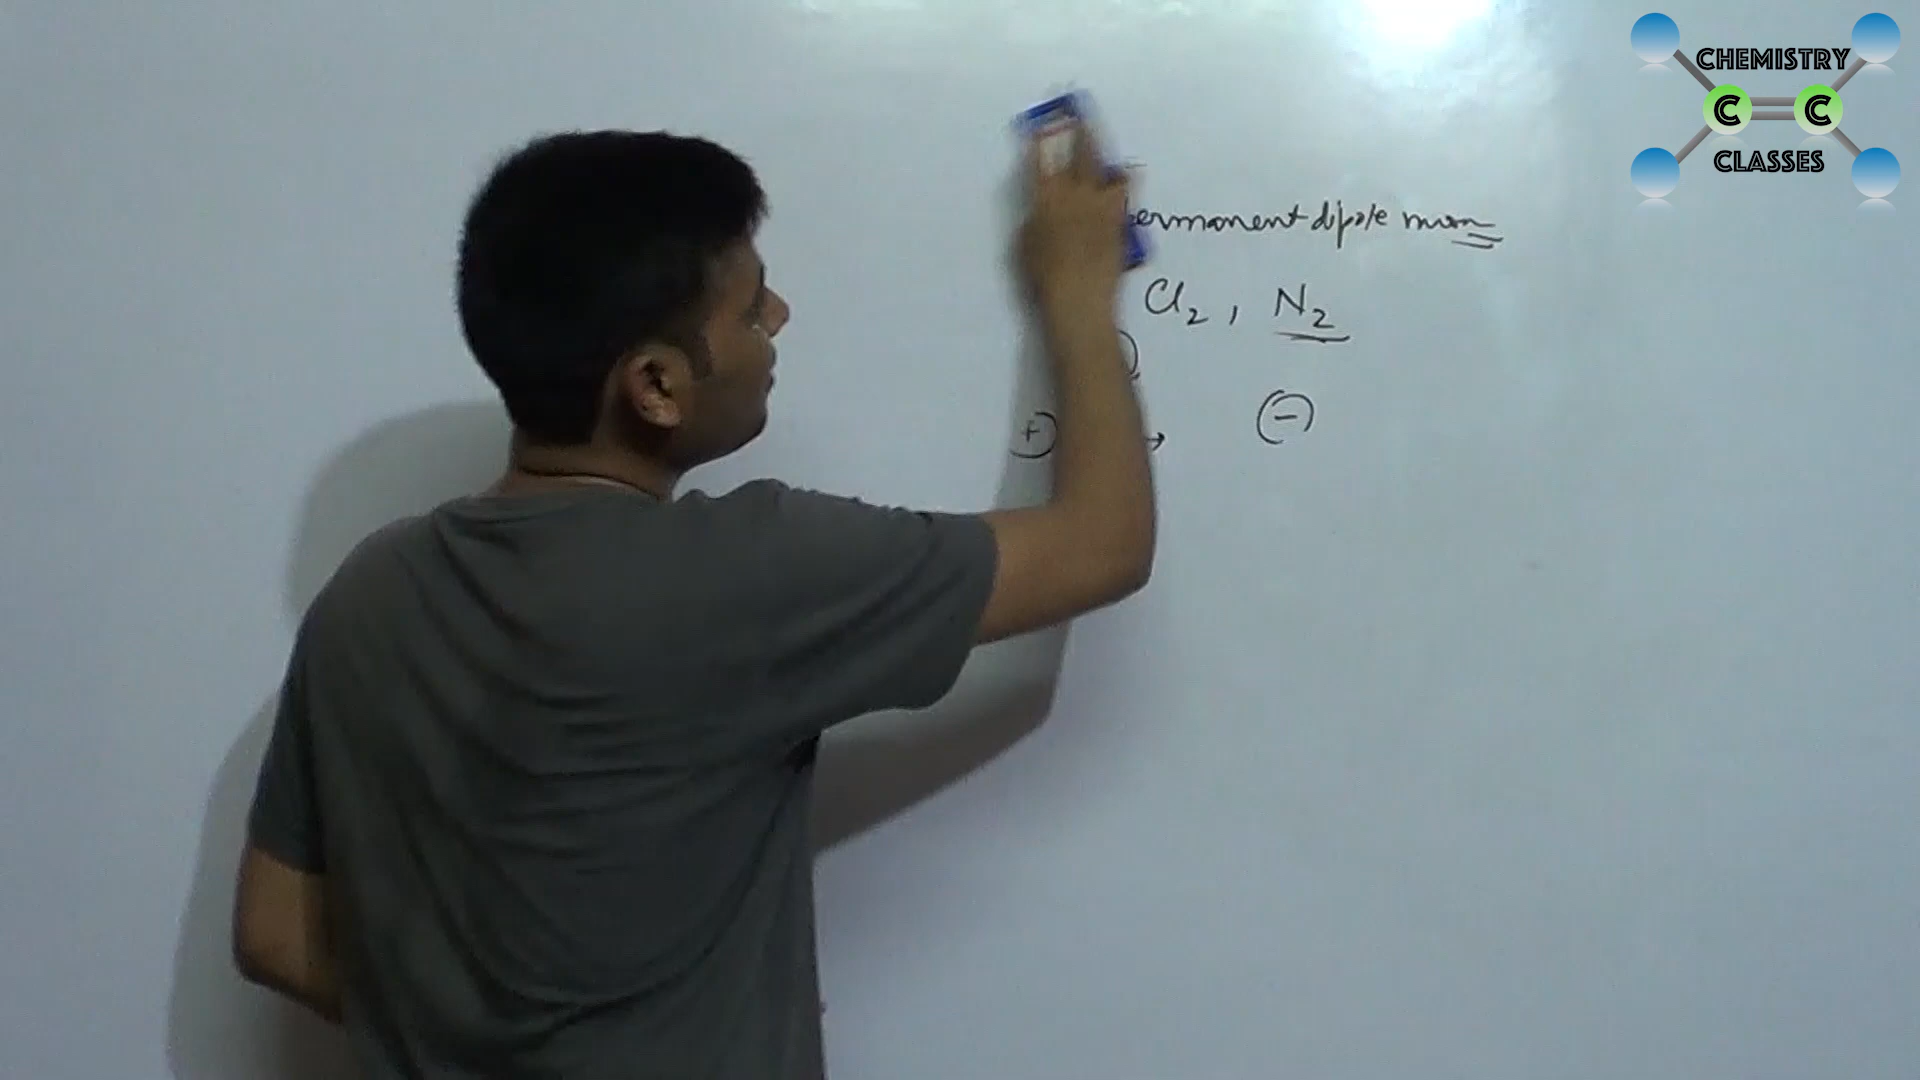 CHEMISTRY
C C
CLASSES
ermanent dipole mom
Cl₂, N₂
(+) → (−)